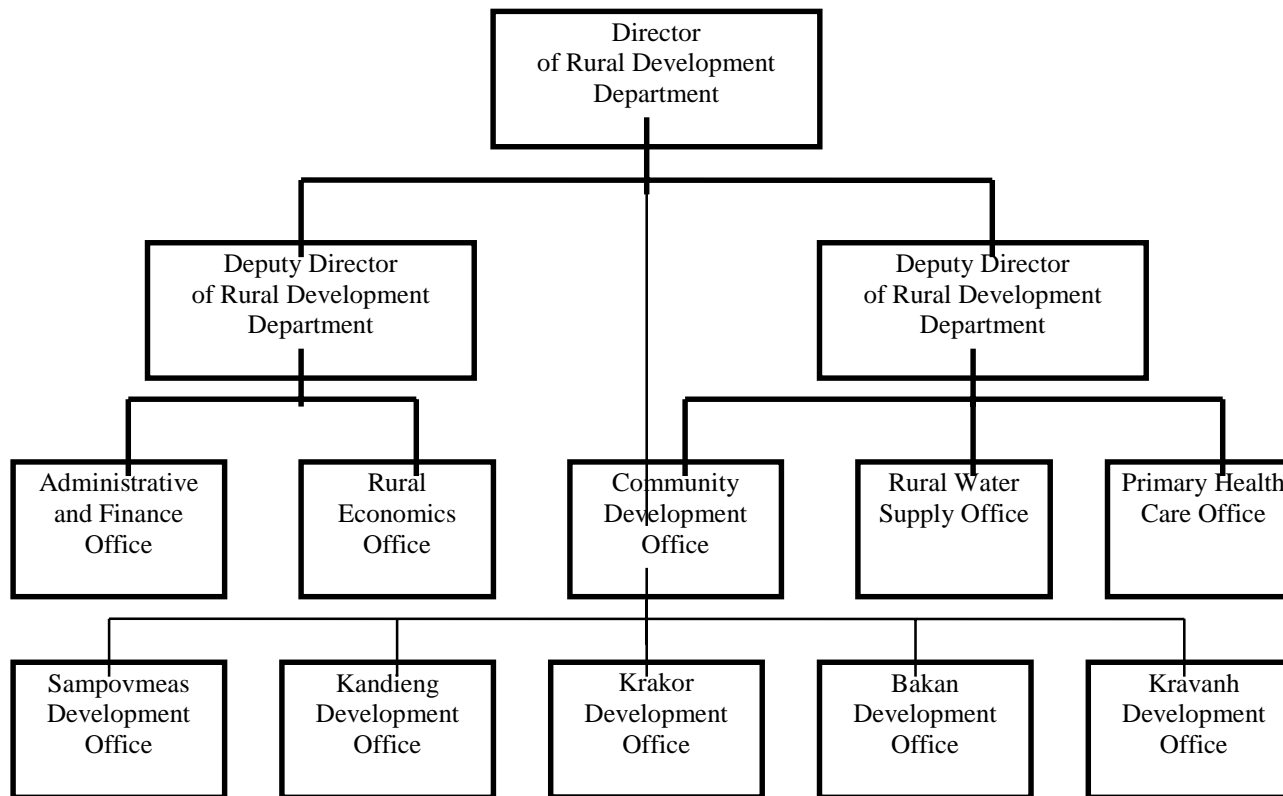 Director
of Rural Development
Department
Deputy Director
of Rural Development
Department
Deputy Director
of Rural Development
Department
Administrative
and Finance
Office
Rural
Economics
Office
Community
Development
Office
Rural Water
Supply Office
Primary Health
Care Office
Sampovmeas
Development
Office
Kandieng
Development
Office
Krakor
Development
Office
Bakan
Development
Office
Kravanh
Development
Office